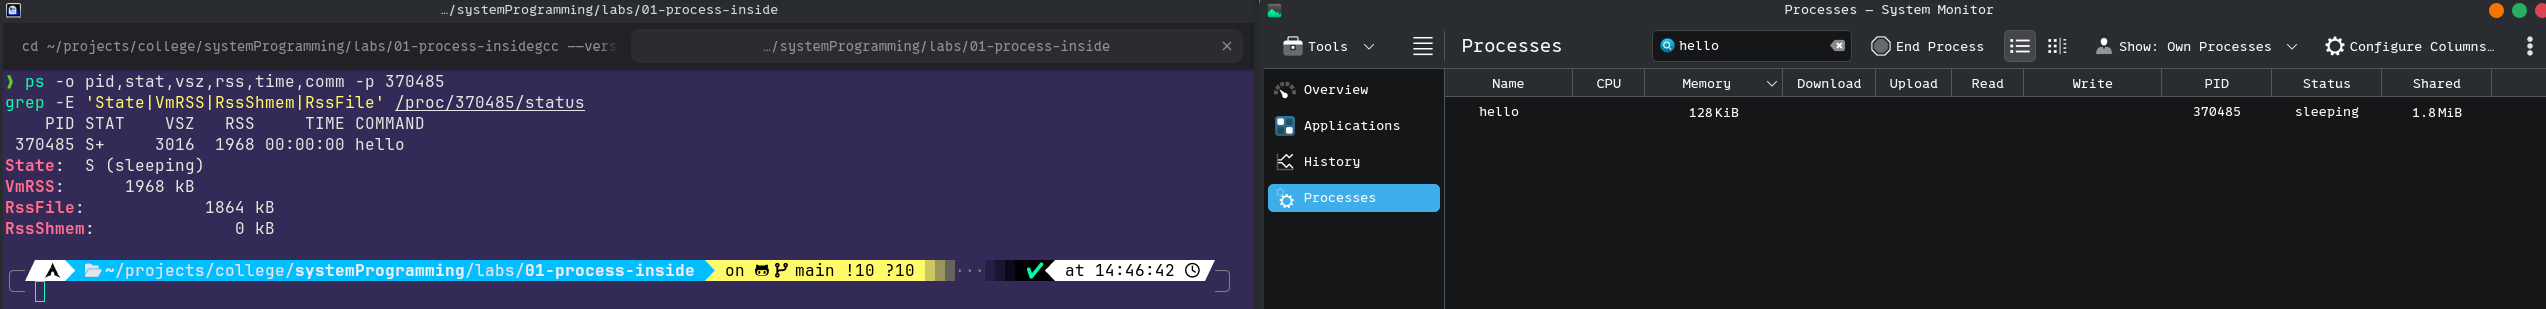 …/systemProgramming/labs/01-process-inside
cd ~/projects/college/systemProgramming/labs/01-process-insidegcc --vers
…/systemProgramming/labs/01-process-inside ×
❯ ps -o pid,stat,vsz,rss,time,comm -p 370485
grep -E 'State|VmRSS|RssShmem|RssFile' /proc/370485/status
PID STAT VSZ RSS TIME COMMAND
370485 S+ 3016 1968 00:00:00 hello
State: S (sleeping)
VmRSS: 1968 kB
RssFile: 1864 kB
RssShmem: 0 kB
~/projects/college/systemProgramming/labs/01-process-inside on main !10 ?10 ··· ✔ at 14:46:42
Processes — System Monitor
Tools Processes hello End Process Show: Own Processes Configure Columns…
Overview
Applications
History
Processes
Name CPU Memory Download Upload Read Write PID Status Shared
hello 128 KiB 370485 sleeping 1.8 MiB